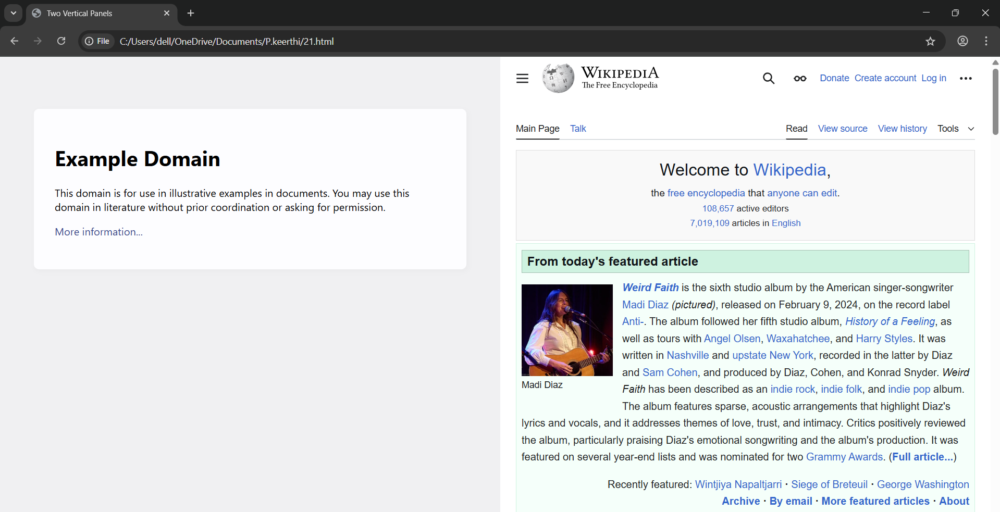 Two Vertical Panels
File
C:/Users/dell/OneDrive/Documents/P.keerthi/21.html
Example Domain
This domain is for use in illustrative examples in documents. You may use this
domain in literature without prior coordination or asking for permission.
More information...
WIKIPEDIA
The Free Encyclopedia
Donate Create account Log in
Main Page Talk
Read View source View history Tools
Welcome to Wikipedia,
the free encyclopedia that anyone can edit.
108,657 active editors
7,019,109 articles in English
From today's featured article
Weird Faith is the sixth studio album by the American singer-songwriter
Madi Diaz (pictured), released on February 9, 2024, on the record label
Anti-. The album followed her fifth studio album, History of a Feeling, as
well as tours with Angel Olsen, Waxahatchee, and Harry Styles. It was
written in Nashville and upstate New York, recorded in the latter by Diaz
and Sam Cohen, and produced by Diaz, Cohen, and Konrad Snyder. Weird
Faith has been described as an indie rock, indie folk, and indie pop album.
The album features sparse, acoustic arrangements that highlight Diaz's
lyrics and vocals, and it addresses themes of love, trust, and intimacy. Critics positively reviewed
the album, particularly praising Diaz's emotional songwriting and the album's production. It was
featured on several year-end lists and was nominated for two Grammy Awards. (Full article...)
Madi Diaz
Recently featured: Wintjiya Napaltjarri · Siege of Breteuil · George Washington
Archive · By email · More featured articles · About